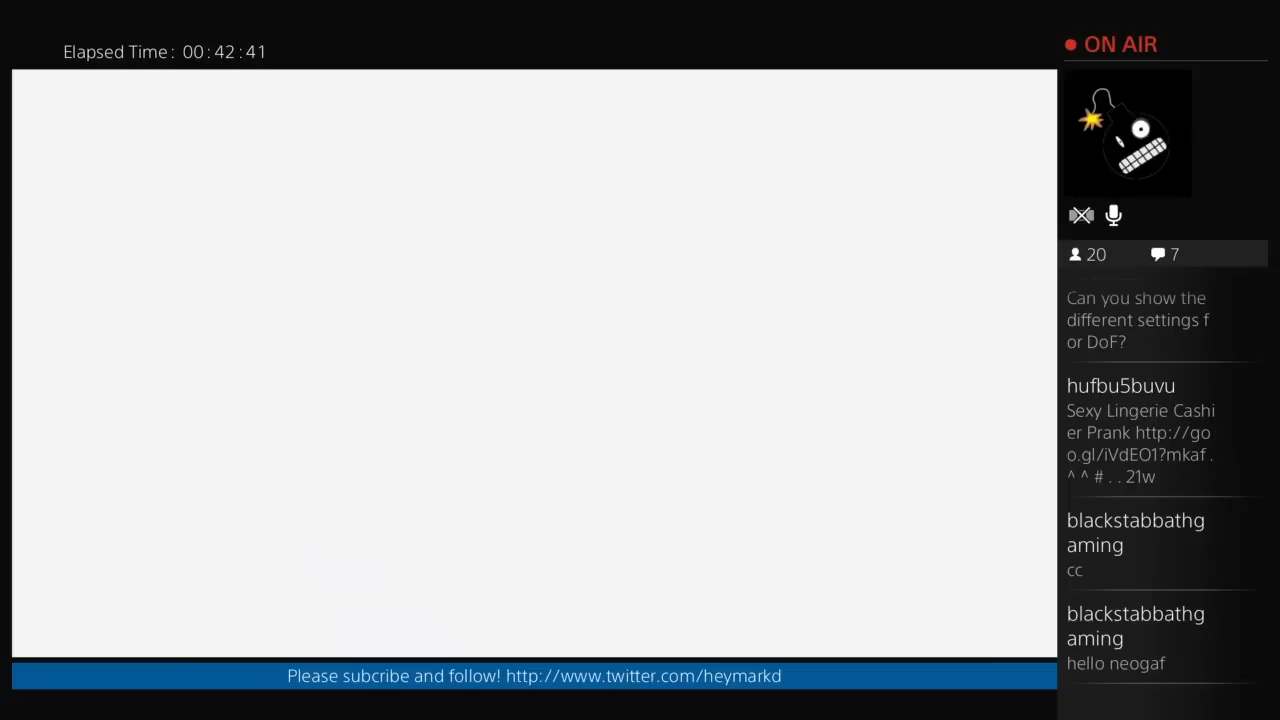 Elapsed Time: 00:42:41
ON AIR
20 7
Can you show the
different settings f
or DoF?
hufbu5buvu
Sexy Lingerie Cashi
er Prank http://go
o.gl/iVdEO1?mkaf .
^ ^ # . . 21w
blackstabbathg
aming
cc
blackstabbathg
aming
hello neogaf
Please subcribe and follow! http://www.twitter.com/heymarkd